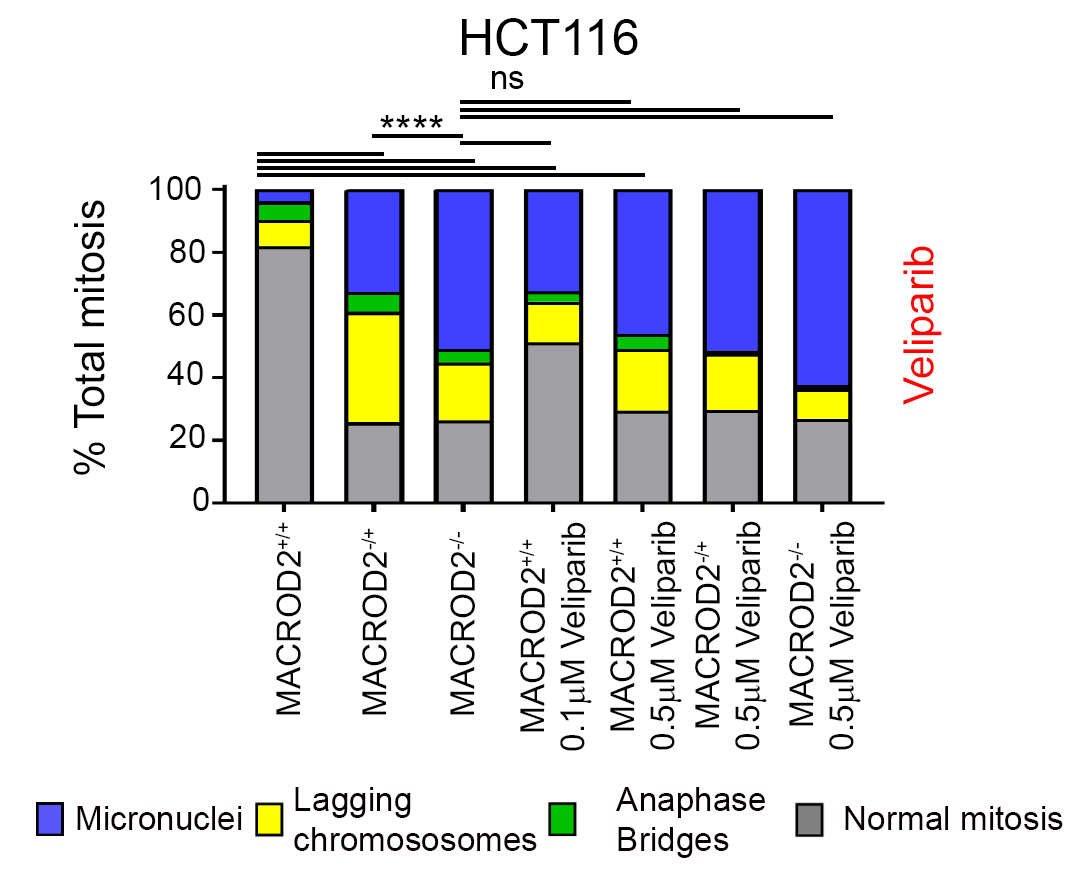 HCT116
ns
****
% Total mitosis
100
80
60
40
20
0
Veliparib
MACROD2+/+
MACROD2-/+
MACROD2-/-
MACROD2+/+
0.1µM Veliparib
MACROD2+/+
0.5µM Veliparib
MACROD2-/+
0.5µM Veliparib
MACROD2-/-
0.5µM Veliparib
Micronuclei
Lagging
chromososomes
Anaphase
Bridges
Normal mitosis